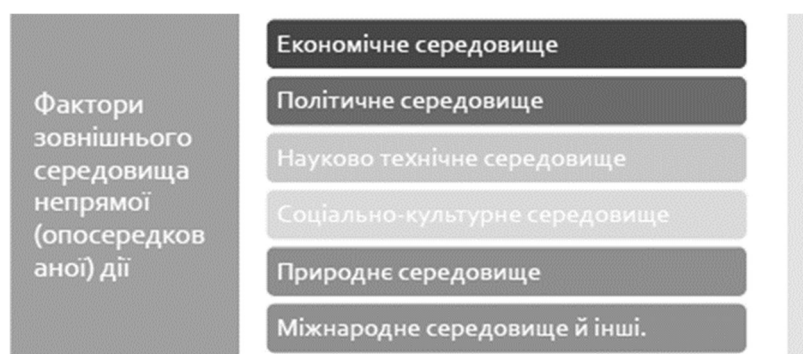 Фактори
зовнішнього
середовища
непрямої
(опосередков
аної) дії
Економічне середовище
Політичне середовище
Науково технічне середовище
Соціально-культурне середовище
Природнє середовище
Міжнародне середовище й інші.